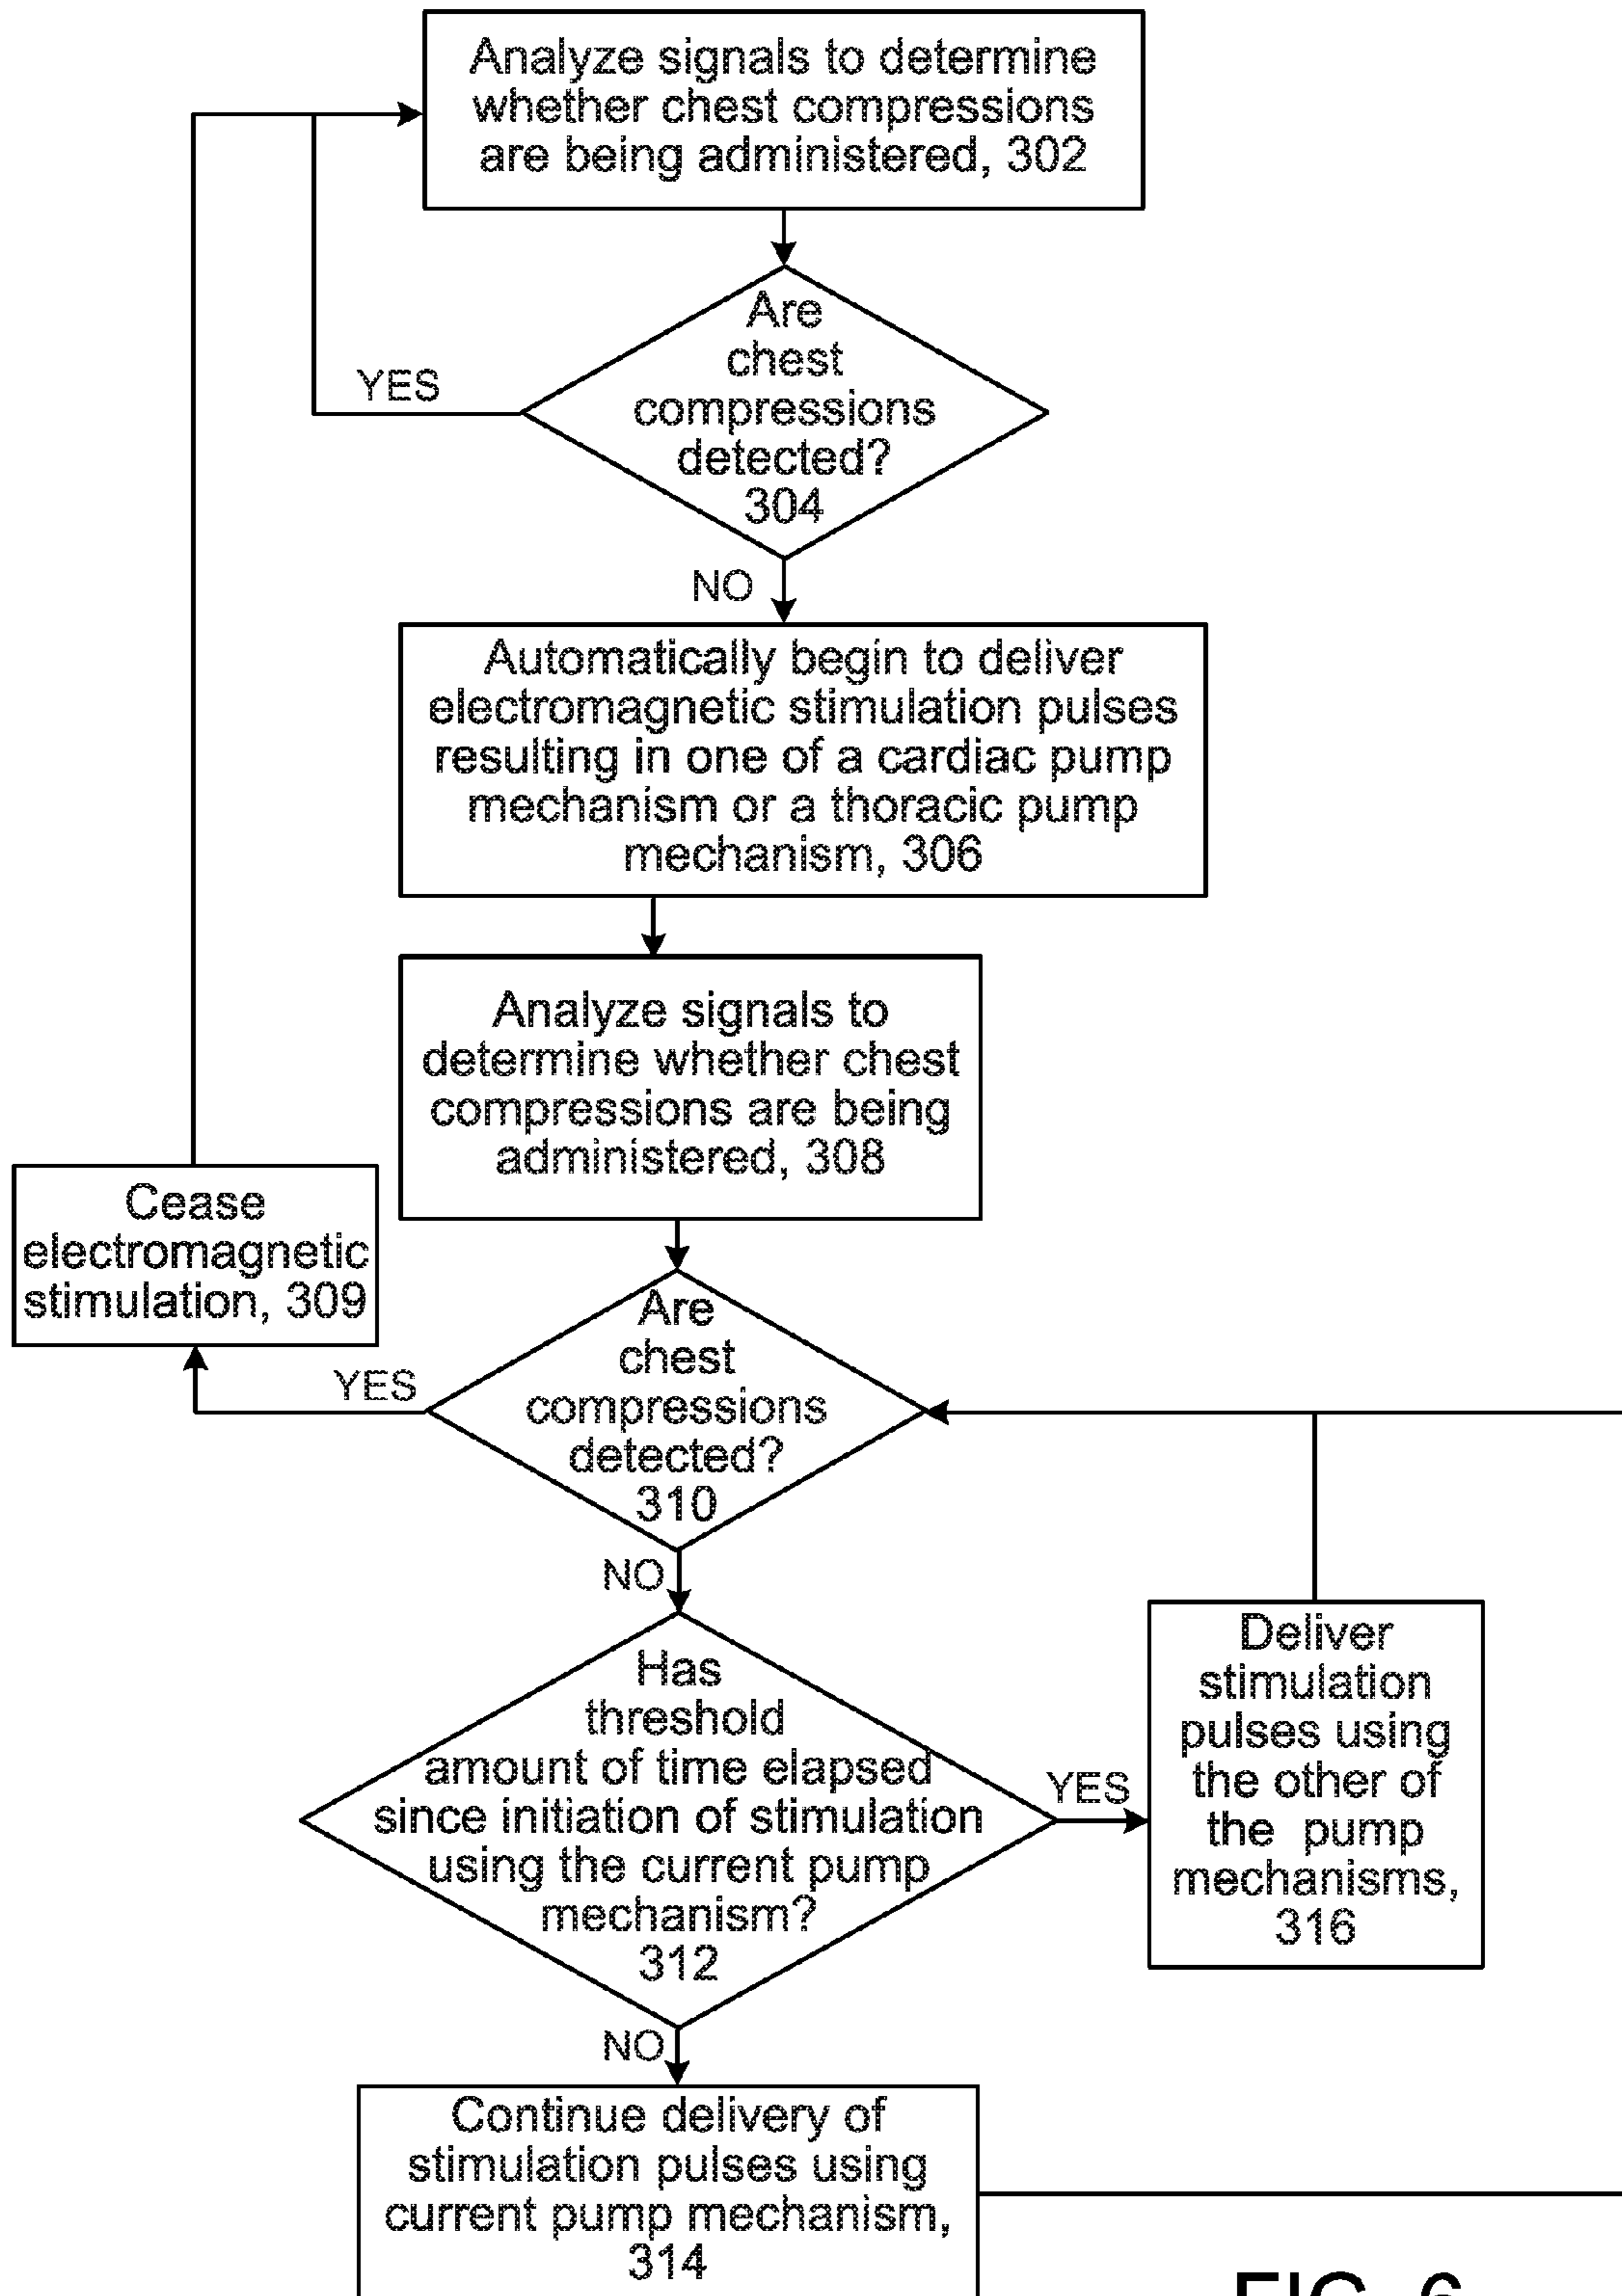 Analyze signals to determine
whether chest compressions
are being administered, 302
Are
chest
compressions
detected?
304
YES
NO
Automatically begin to deliver
electromagnetic stimulation pulses
resulting in one of a cardiac pump
mechanism or a thoracic pump
mechanism, 306
Analyze signals to
determine whether chest
compressions are being
administered, 308
Cease
electromagnetic
stimulation, 309
YES
Are
chest
compressions
detected?
310
NO
Has
threshold
amount of time elapsed
since initiation of stimulation
using the current pump
mechanism?
312
YES
Deliver
stimulation
pulses using
the other of
the pump
mechanisms,
316
NO
Continue delivery of
stimulation pulses using
current pump mechanism,
314
FIG. 6